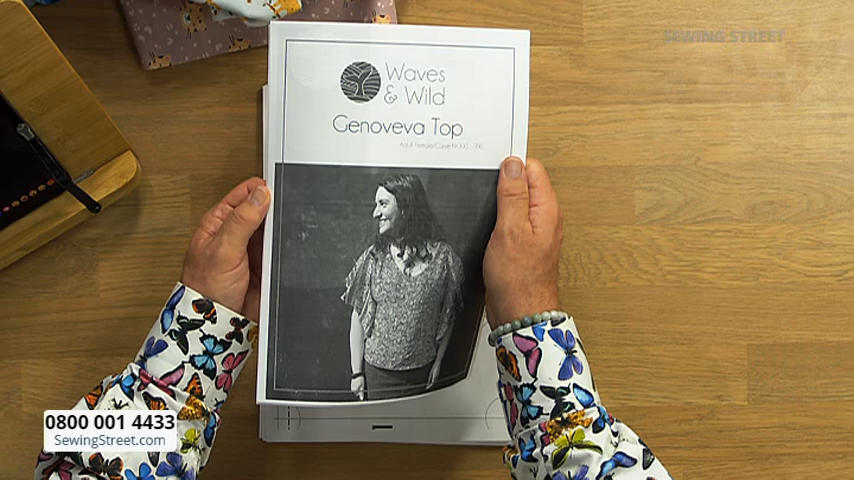 SEWING STREET
Waves
& Wild
Genoveva Top
0800 001 4433
SewingStreet.com